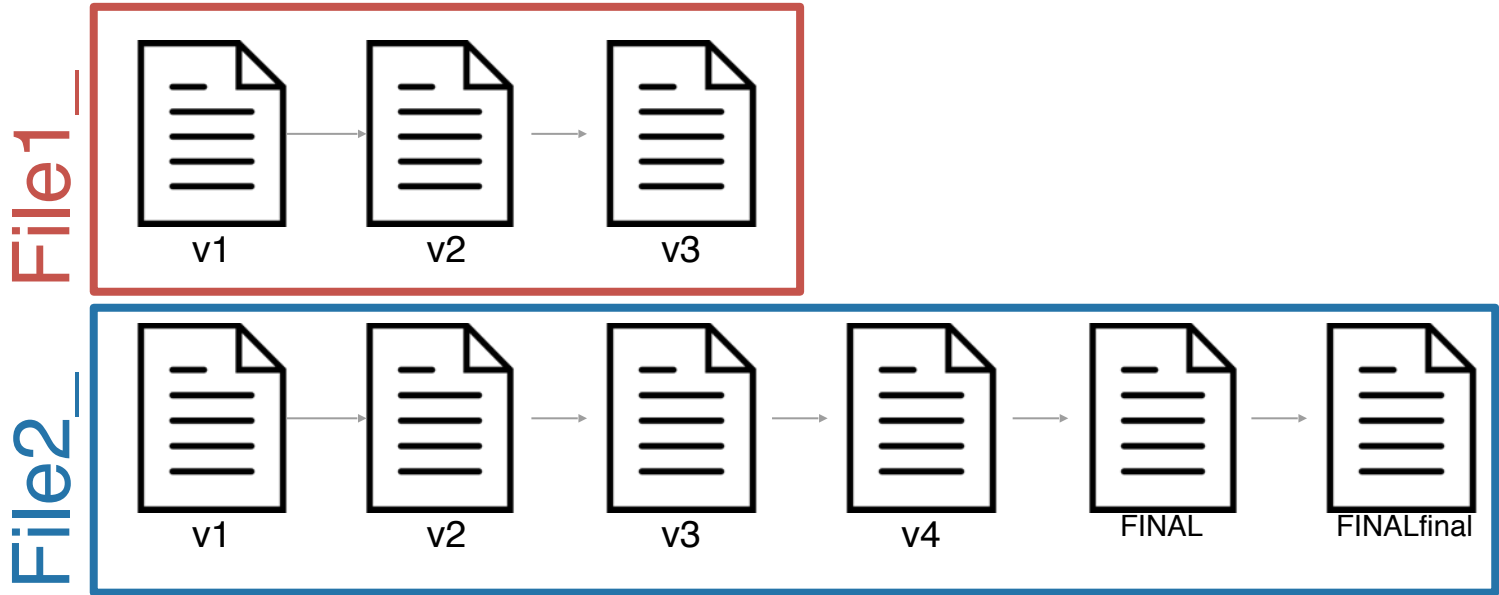 File1_
v1 v2 v3
File2_
v1 v2 v3 v4 FINAL FINALfinal